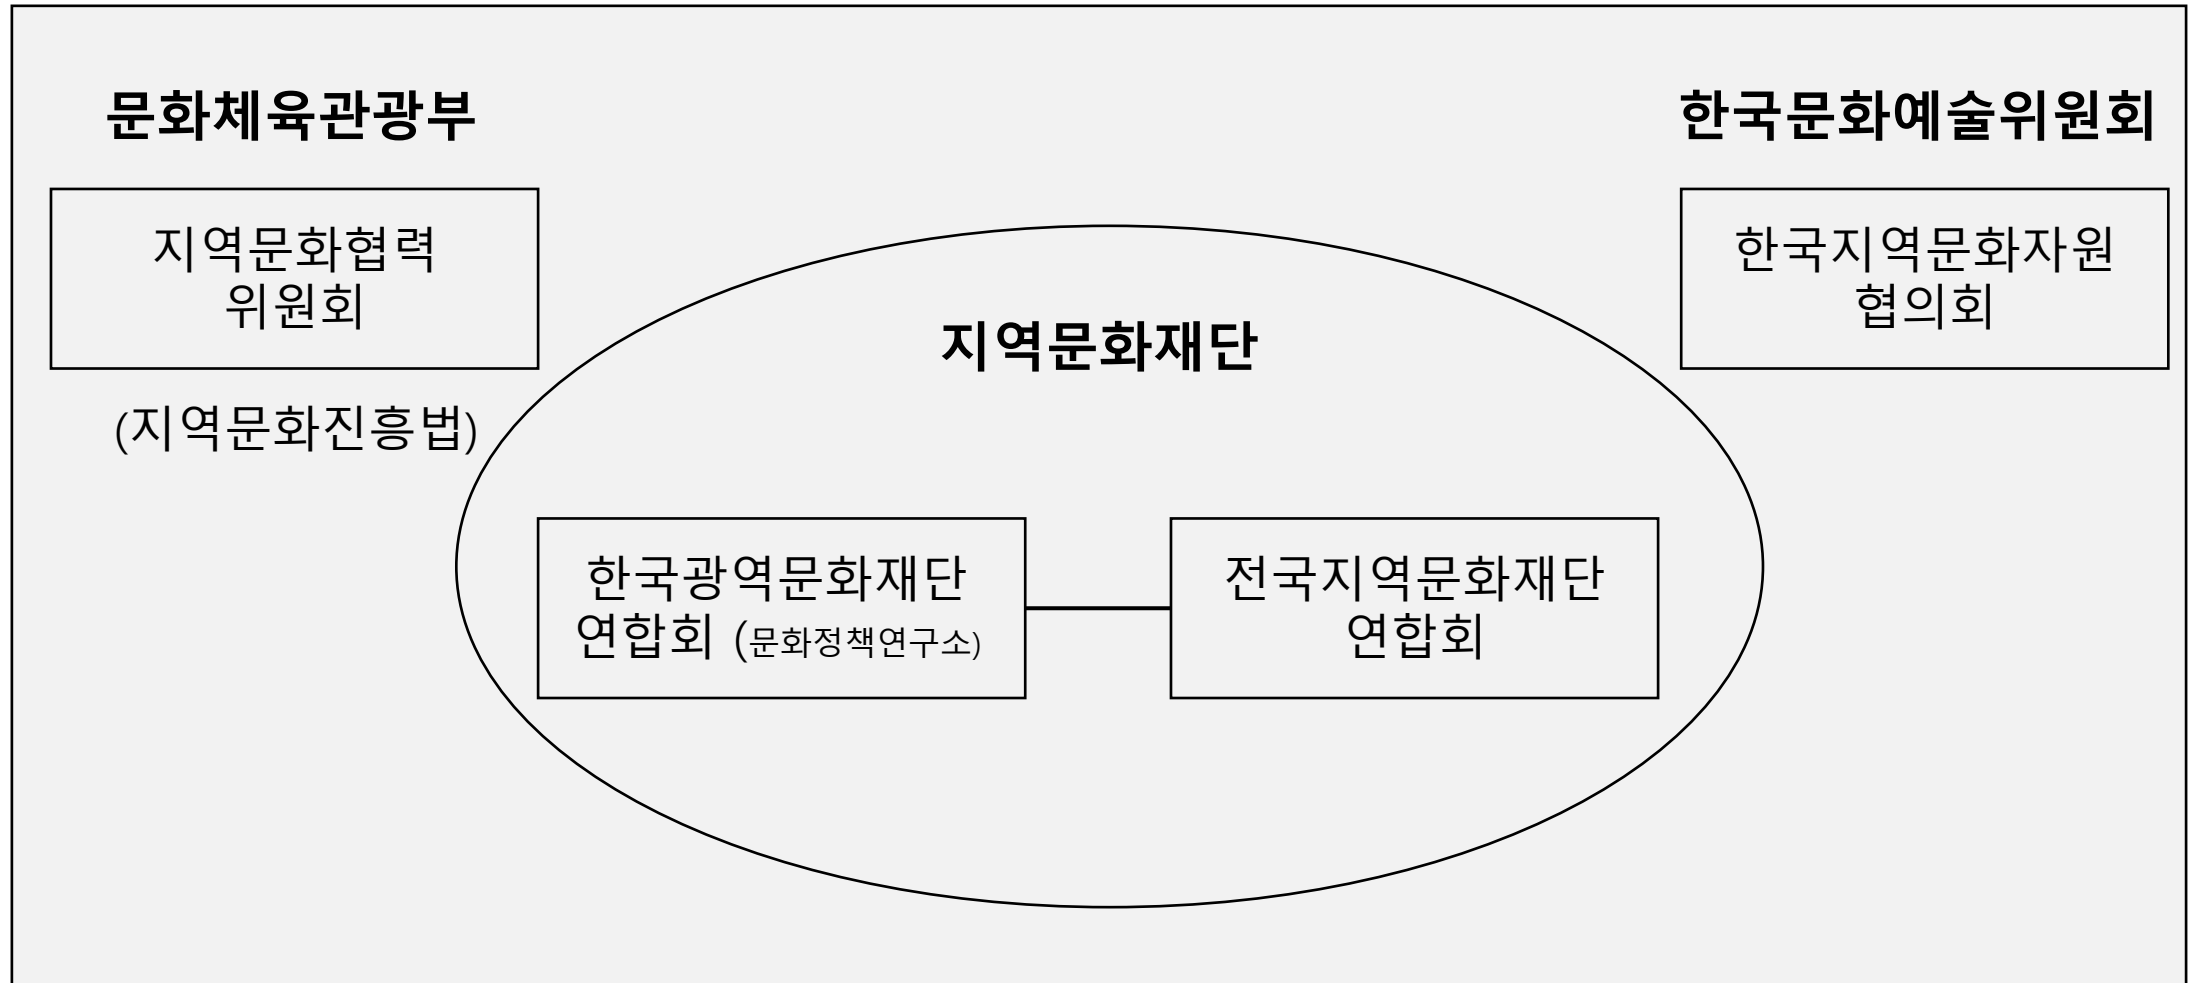 문화체육관광부
지역문화협력
위원회
(지역문화진흥법)
한국문화예술위원회
한국지역문화자원
협의회
지역문화재단
한국광역문화재단
연합회 (문화정책연구소)
전국지역문화재단
연합회